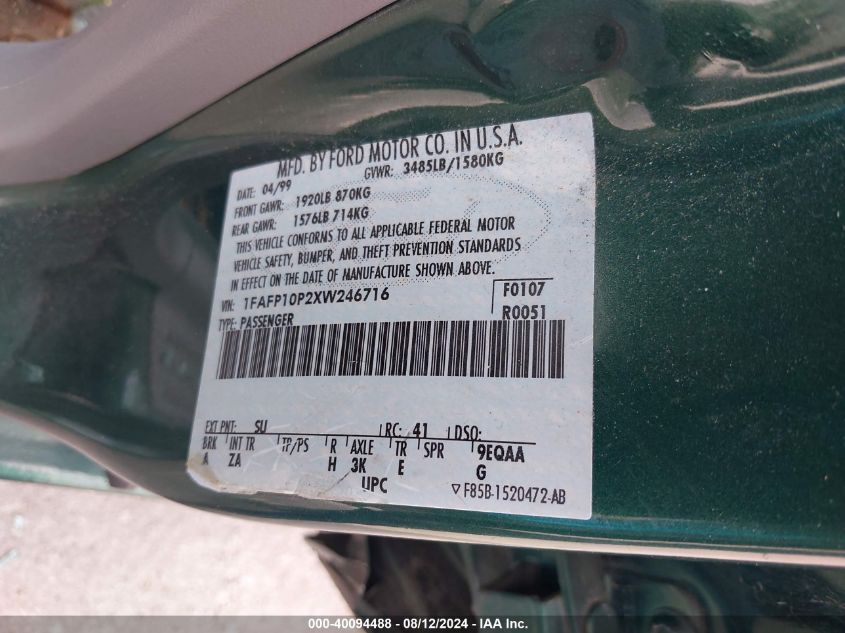 MFD. BY FORD MOTOR CO. IN U.S.A.
DATE: 04/99 GVWR: 3485LB/1580KG
FRONT GAWR: 1920LB 870KG
REAR GAWR: 1576LB 714KG
THIS VEHICLE CONFORMS TO ALL APPLICABLE FEDERAL MOTOR
VEHICLE SAFETY, BUMPER, AND THEFT PREVENTION STANDARDS
IN EFFECT ON THE DATE OF MANUFACTURE SHOWN ABOVE.
VIN: 1FAFP10P2XW246716 F0107
TYPE: PASSENGER R0051
EXT PNT: SU RC: 41 DSO:
BRK INT TR TP/PS R AXLE TR SPR 9EQAA
A ZA H 3K E G
UPC ▽F85B-1520472-AB
000-40094488 - 08/12/2024 - IAA Inc.